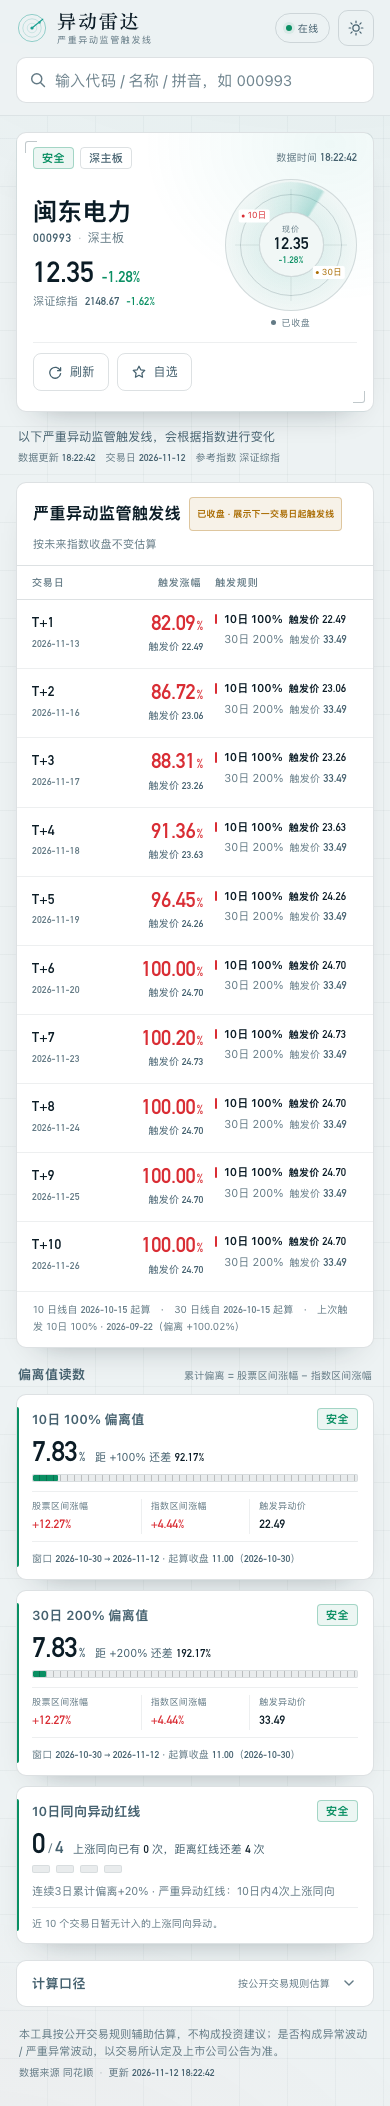 异动雷达
严重异动监管触发线
在线
输入代码 / 名称 / 拼音，如 000993
安全 深主板
数据时间 18:22:42
闽东电力
000993 · 深主板
12.35 -1.28%
深证综指 2148.67 -1.62%
10日
现价
12.35
-1.28%
30日
已收盘
刷新
自选
以下严重异动监管触发线，会根据指数进行变化
数据更新 18:22:42 交易日 2026-11-12 参考指数 深证综指
严重异动监管触发线 已收盘 · 展示下一交易日起触发线
按未来指数收盘不变估算
交易日 触发涨幅 触发规则
T+1 82.09% 10日 100% 触发价 22.49
2026-11-13 触发价 22.49 30日 200% 触发价 33.49
T+2 86.72% 10日 100% 触发价 23.06
2026-11-16 触发价 23.06 30日 200% 触发价 33.49
T+3 88.31% 10日 100% 触发价 23.26
2026-11-17 触发价 23.26 30日 200% 触发价 33.49
T+4 91.36% 10日 100% 触发价 23.63
2026-11-18 触发价 23.63 30日 200% 触发价 33.49
T+5 96.45% 10日 100% 触发价 24.26
2026-11-19 触发价 24.26 30日 200% 触发价 33.49
T+6 100.00% 10日 100% 触发价 24.70
2026-11-20 触发价 24.70 30日 200% 触发价 33.49
T+7 100.20% 10日 100% 触发价 24.73
2026-11-23 触发价 24.73 30日 200% 触发价 33.49
T+8 100.00% 10日 100% 触发价 24.70
2026-11-24 触发价 24.70 30日 200% 触发价 33.49
T+9 100.00% 10日 100% 触发价 24.70
2026-11-25 触发价 24.70 30日 200% 触发价 33.49
T+10 100.00% 10日 100% 触发价 24.70
2026-11-26 触发价 24.70 30日 200% 触发价 33.49
10 日线自 2026-10-15 起算 · 30 日线自 2026-10-15 起算 · 上次触
发 10日 100% · 2026-09-22（偏离 +100.02%）
偏离值读数 累计偏离 = 股票区间涨幅 − 指数区间涨幅
10日 100% 偏离值 安全
7.83% 距 +100% 还差 92.17%
股票区间涨幅 指数区间涨幅 触发异动价
+12.27% +4.44% 22.49
窗口 2026-10-30 → 2026-11-12 · 起算收盘 11.00（2026-10-30）
30日 200% 偏离值 安全
7.83% 距 +200% 还差 192.17%
股票区间涨幅 指数区间涨幅 触发异动价
+12.27% +4.44% 33.49
窗口 2026-10-30 → 2026-11-12 · 起算收盘 11.00（2026-10-30）
10日同向异动红线 安全
0 / 4 上涨同向已有 0 次，距离红线还差 4 次
连续3日累计偏离+20% · 严重异动红线：10日内4次上涨同向
近 10 个交易日暂无计入的上涨同向异动。
计算口径 按公开交易规则估算
本工具按公开交易规则辅助估算，不构成投资建议；是否构成异常波动
/ 严重异常波动，以交易所认定及上市公司公告为准。
数据来源 同花顺 · 更新 2026-11-12 18:22:42